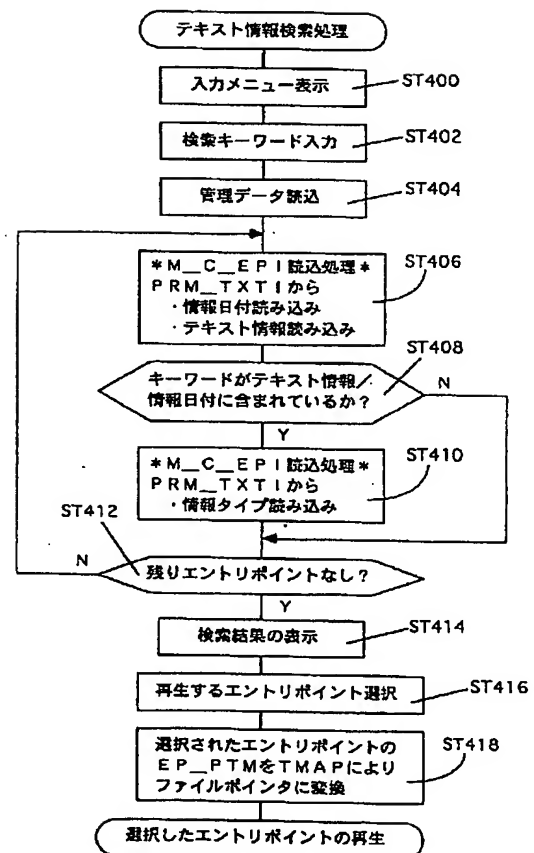 テキスト情報検索処理
入力メニュー表示
ST400
検索キーワード入力
ST402
管理データ読込
ST404
*M__C__EPI読込処理*
PRM__TXTIから
・情報日付読み込み
・テキスト情報読み込み
ST406
キーワードがテキスト情報/
情報日付に含まれているか?
ST408
N
Y
*M__C__EPI読込処理*
PRM__TXTIから
・情報タイプ読み込み
ST410
ST412
N
残りエントリポイントなし?
Y
検索結果の表示
ST414
再生するエントリポイント選択
ST416
選択されたエントリポイントの
EP__PTMをTMAPにより
ファイルポインタに変換
ST418
選択したエントリポイントの再生